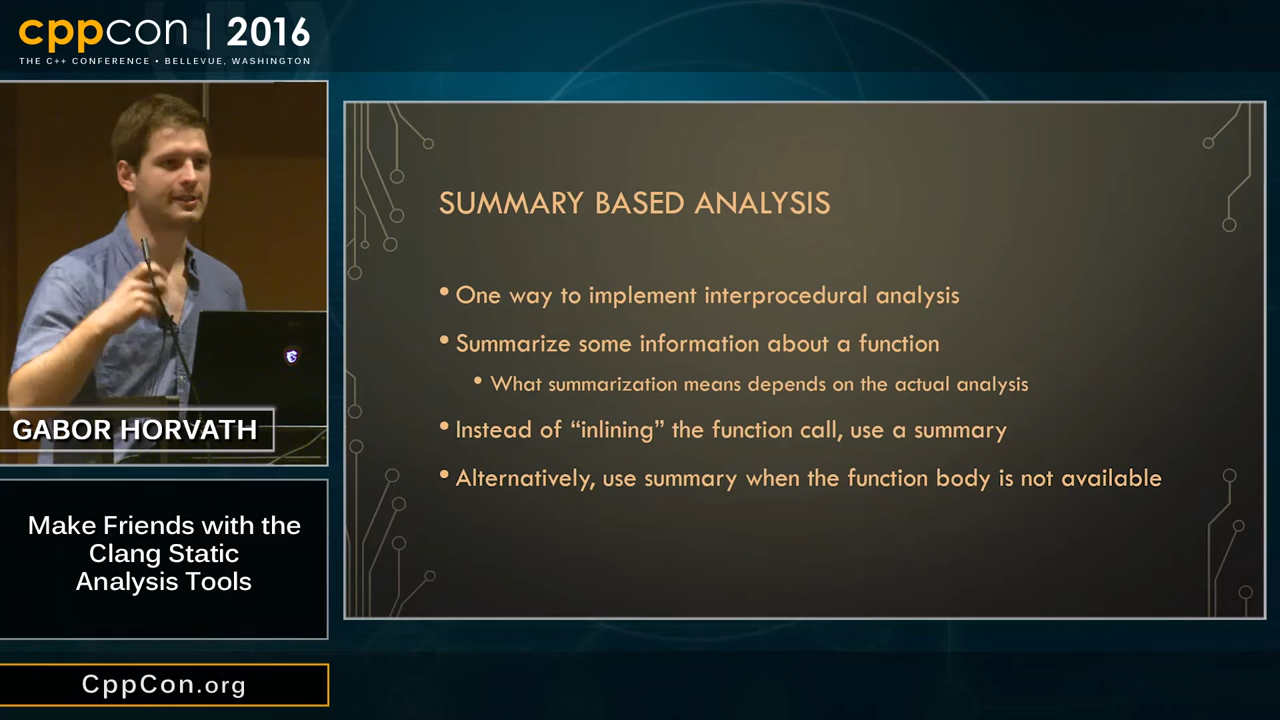 cppcon | 2016
THE C++ CONFERENCE • BELLEVUE, WASHINGTON
GABOR HORVATH
Make Friends with the
Clang Static
Analysis Tools
CppCon.org
SUMMARY BASED ANALYSIS
• One way to implement interprocedural analysis
• Summarize some information about a function
• What summarization means depends on the actual analysis
• Instead of “inlining” the function call, use a summary
• Alternatively, use summary when the function body is not available